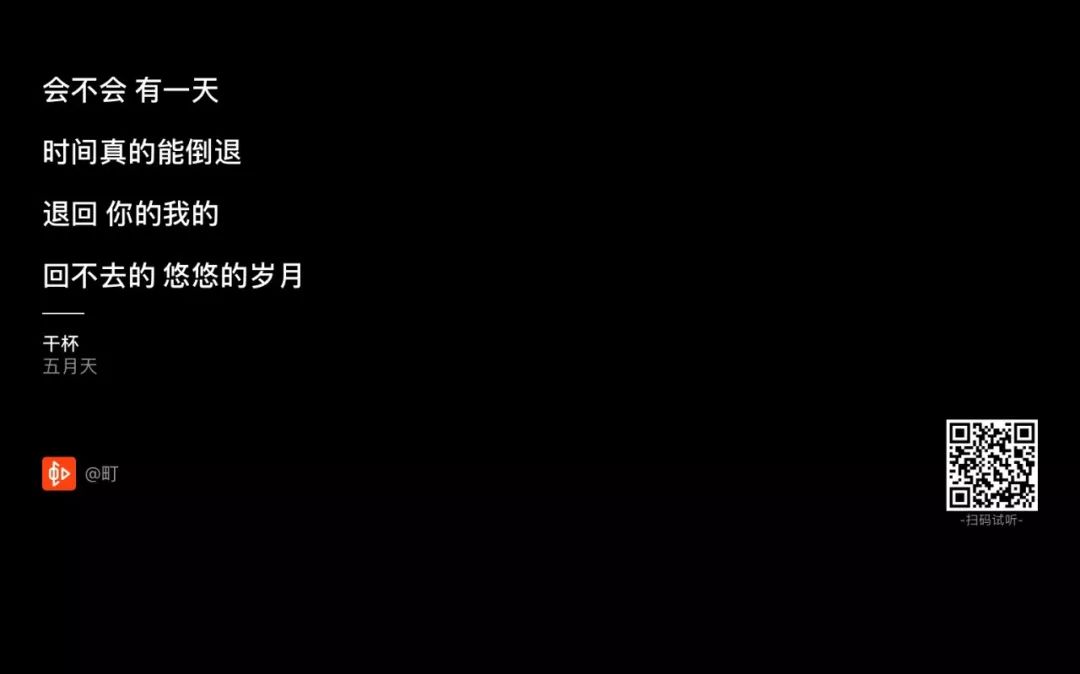 会不会 有一天
时间真的能倒退
退回 你的我的
回不去的 悠悠的岁月
干杯
五月天
@町
-扫码试听-